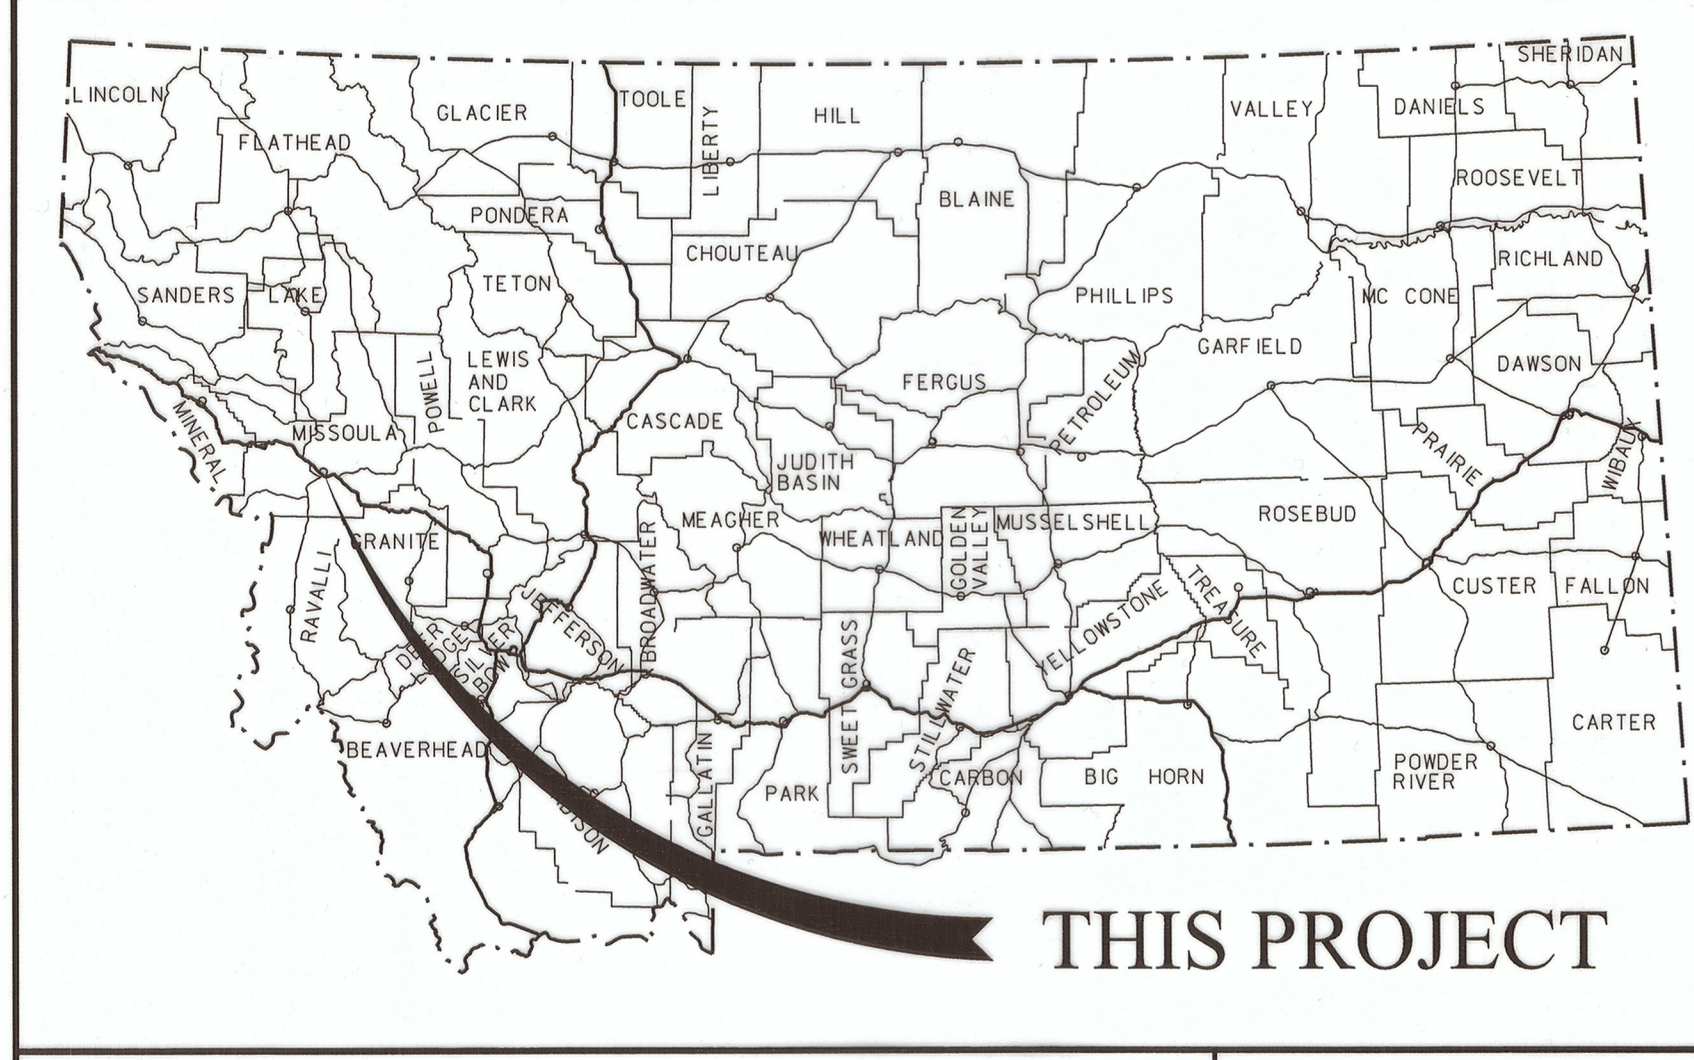 SHERIDAN
LINCOLN
GLACIER
TOOLE
LIBERTY
HILL
VALLEY
DANIELS
FLATHEAD
BLAINE
ROOSEVELT
PONDERA
CHOUTEAU
RICHLAND
SANDERS
LAKE
TETON
PHILLIPS
MC CONE
GARFIELD
DAWSON
POWELL
LEWIS
AND
CLARK
FERGUS
PETROLEUM
MINERAL
MISSOULA
CASCADE
JUDITH
BASIN
PRAIRIE
WIBAUX
GRANITE
BROADWATER
MEAGHER
WHEATLAND
GOLDEN
VALLEY
MUSSELSHELL
ROSEBUD
RAVALLI
JEFFERSON
YELLOWSTONE
TREASURE
CUSTER
FALLON
DEER
SILVER
BOW
SWEET GRASS
STILLWATER
CARTER
BEAVERHEAD
GALLATIN
PARK
CARBON
BIG HORN
POWDER
RIVER
THIS PROJECT